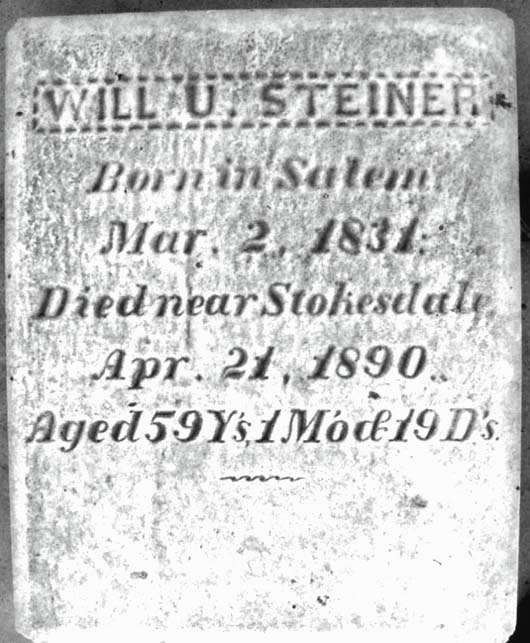 WILL U. STEINER
Born in Salem
Mar. 2, 1831;
Died near Stokesdale
Apr. 21, 1890.
Aged 59 Y's, 1 Mo & 19 D's.